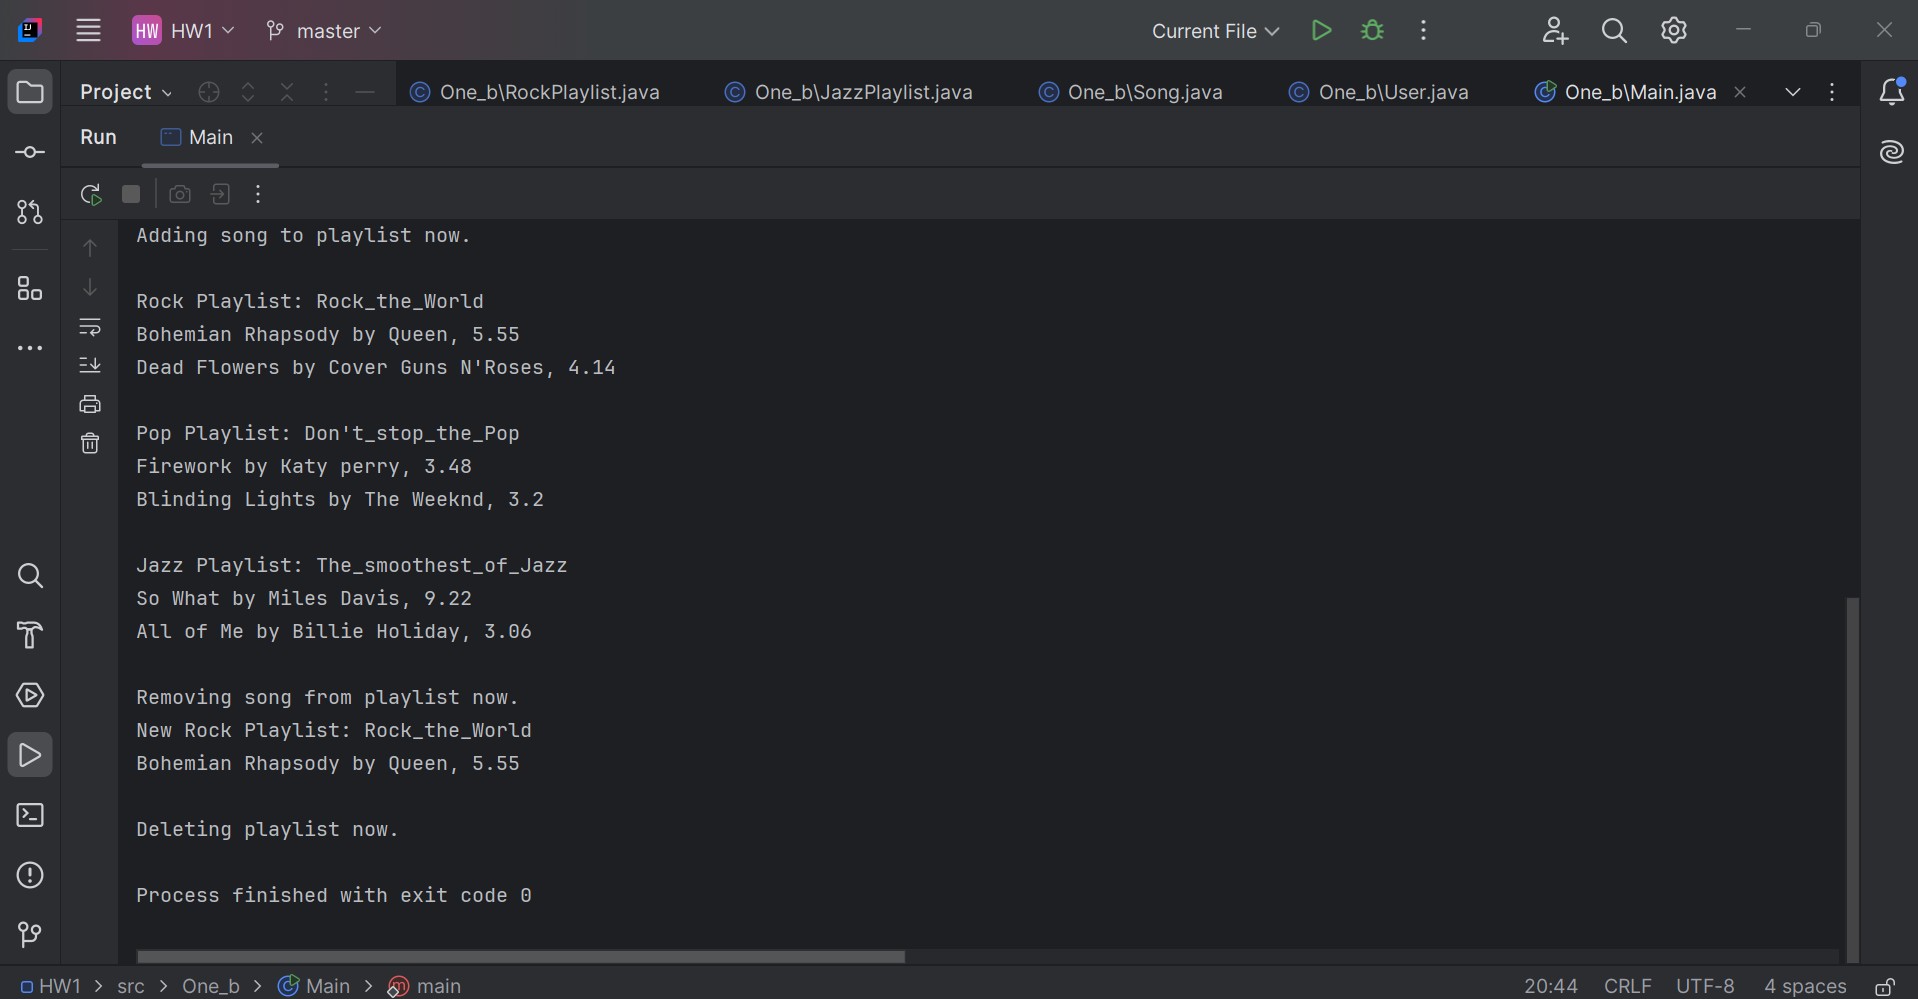 HW HW1 master Current File
Project One_b\RockPlaylist.java One_b\JazzPlaylist.java One_b\Song.java One_b\User.java One_b\Main.java
Run Main
Adding song to playlist now.
Rock Playlist: Rock_the_World
Bohemian Rhapsody by Queen, 5.55
Dead Flowers by Cover Guns N'Roses, 4.14
Pop Playlist: Don't_stop_the_Pop
Firework by Katy perry, 3.48
Blinding Lights by The Weeknd, 3.2
Jazz Playlist: The_smoothest_of_Jazz
So What by Miles Davis, 9.22
All of Me by Billie Holiday, 3.06
Removing song from playlist now.
New Rock Playlist: Rock_the_World
Bohemian Rhapsody by Queen, 5.55
Deleting playlist now.
Process finished with exit code 0
HW1 > src > One_b > Main > main 20:44 CRLF UTF-8 4 spaces